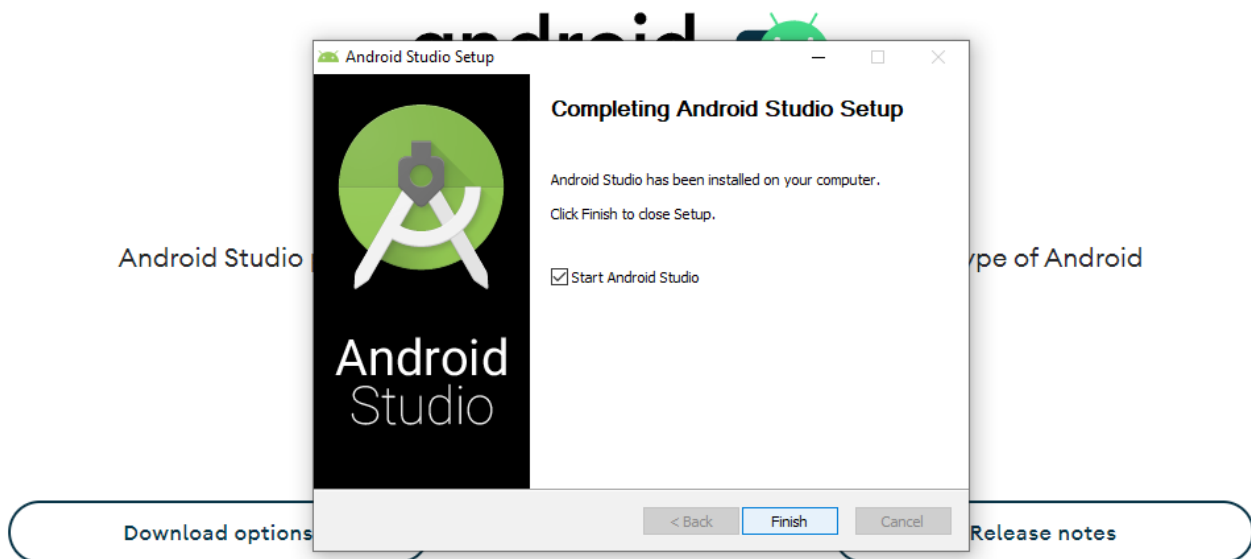 android
Android Studio Setup
Completing Android Studio Setup
Android Studio has been installed on your computer.
Click Finish to close Setup.
Android Studio
ype of Android
Start Android Studio
Android
Studio
< Back
Finish
Cancel
Download options
Release notes